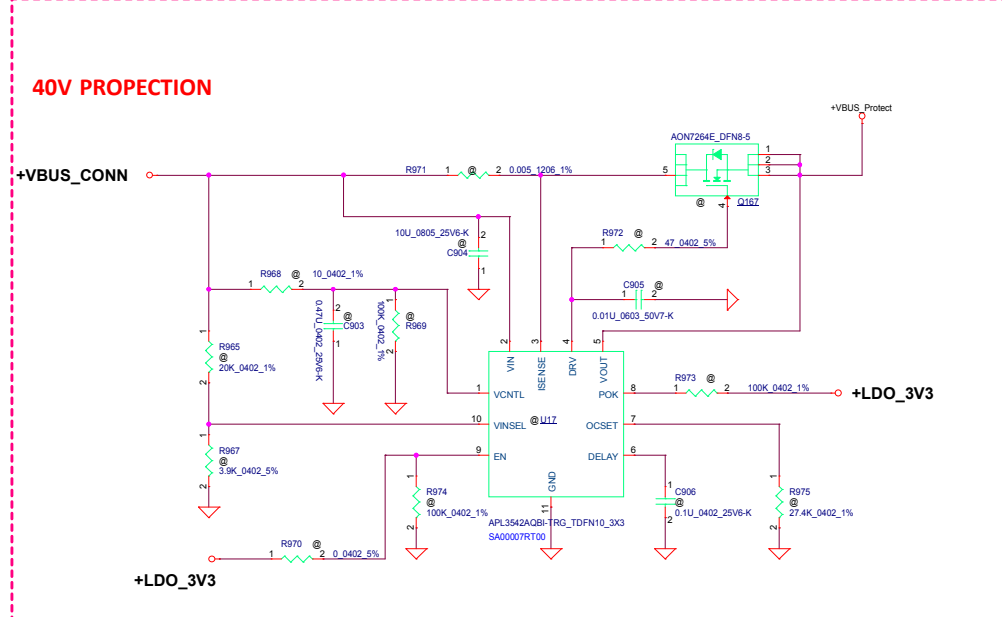 40V PROPECTION
+VBUS_Protect
AON7264E_DFN8-5
+VBUS_CONN
R971 1 @ 2 0.005_1206_1%
5
1
2
3
@ 4 Q167
10U_0805_25V6-K 2
@
C904
1
R972 @
1 2 47_0402_5%
R968 @ 10_0402_1%
1 2
C905 @
1 2
0.01U_0603_50V7-K
2
@
C903
1
0.47U_0402_25V6-K
1
@
R969
2
100K_0402_1%
1
R965
@
20K_0402_1%
2
2 3 4 5
VIN ISENSE DRV VOUT
1 VCNTL
POK 8
R973 @
1 2 100K_0402_1%
+LDO_3V3
10 VINSEL
@ U17
OCSET 7
9 EN
DELAY 6
GND
11
1
R967
@
3.9K_0402_5%
2
1
R974
@
100K_0402_1%
2
1
C906
@
0.1U_0402_25V6-K
2
1
R975
@
27.4K_0402_1%
2
APL3542AQBI-TRG_TDFN10_3X3
SA00007RT00
R970 @
1 2 0_0402_5%
+LDO_3V3